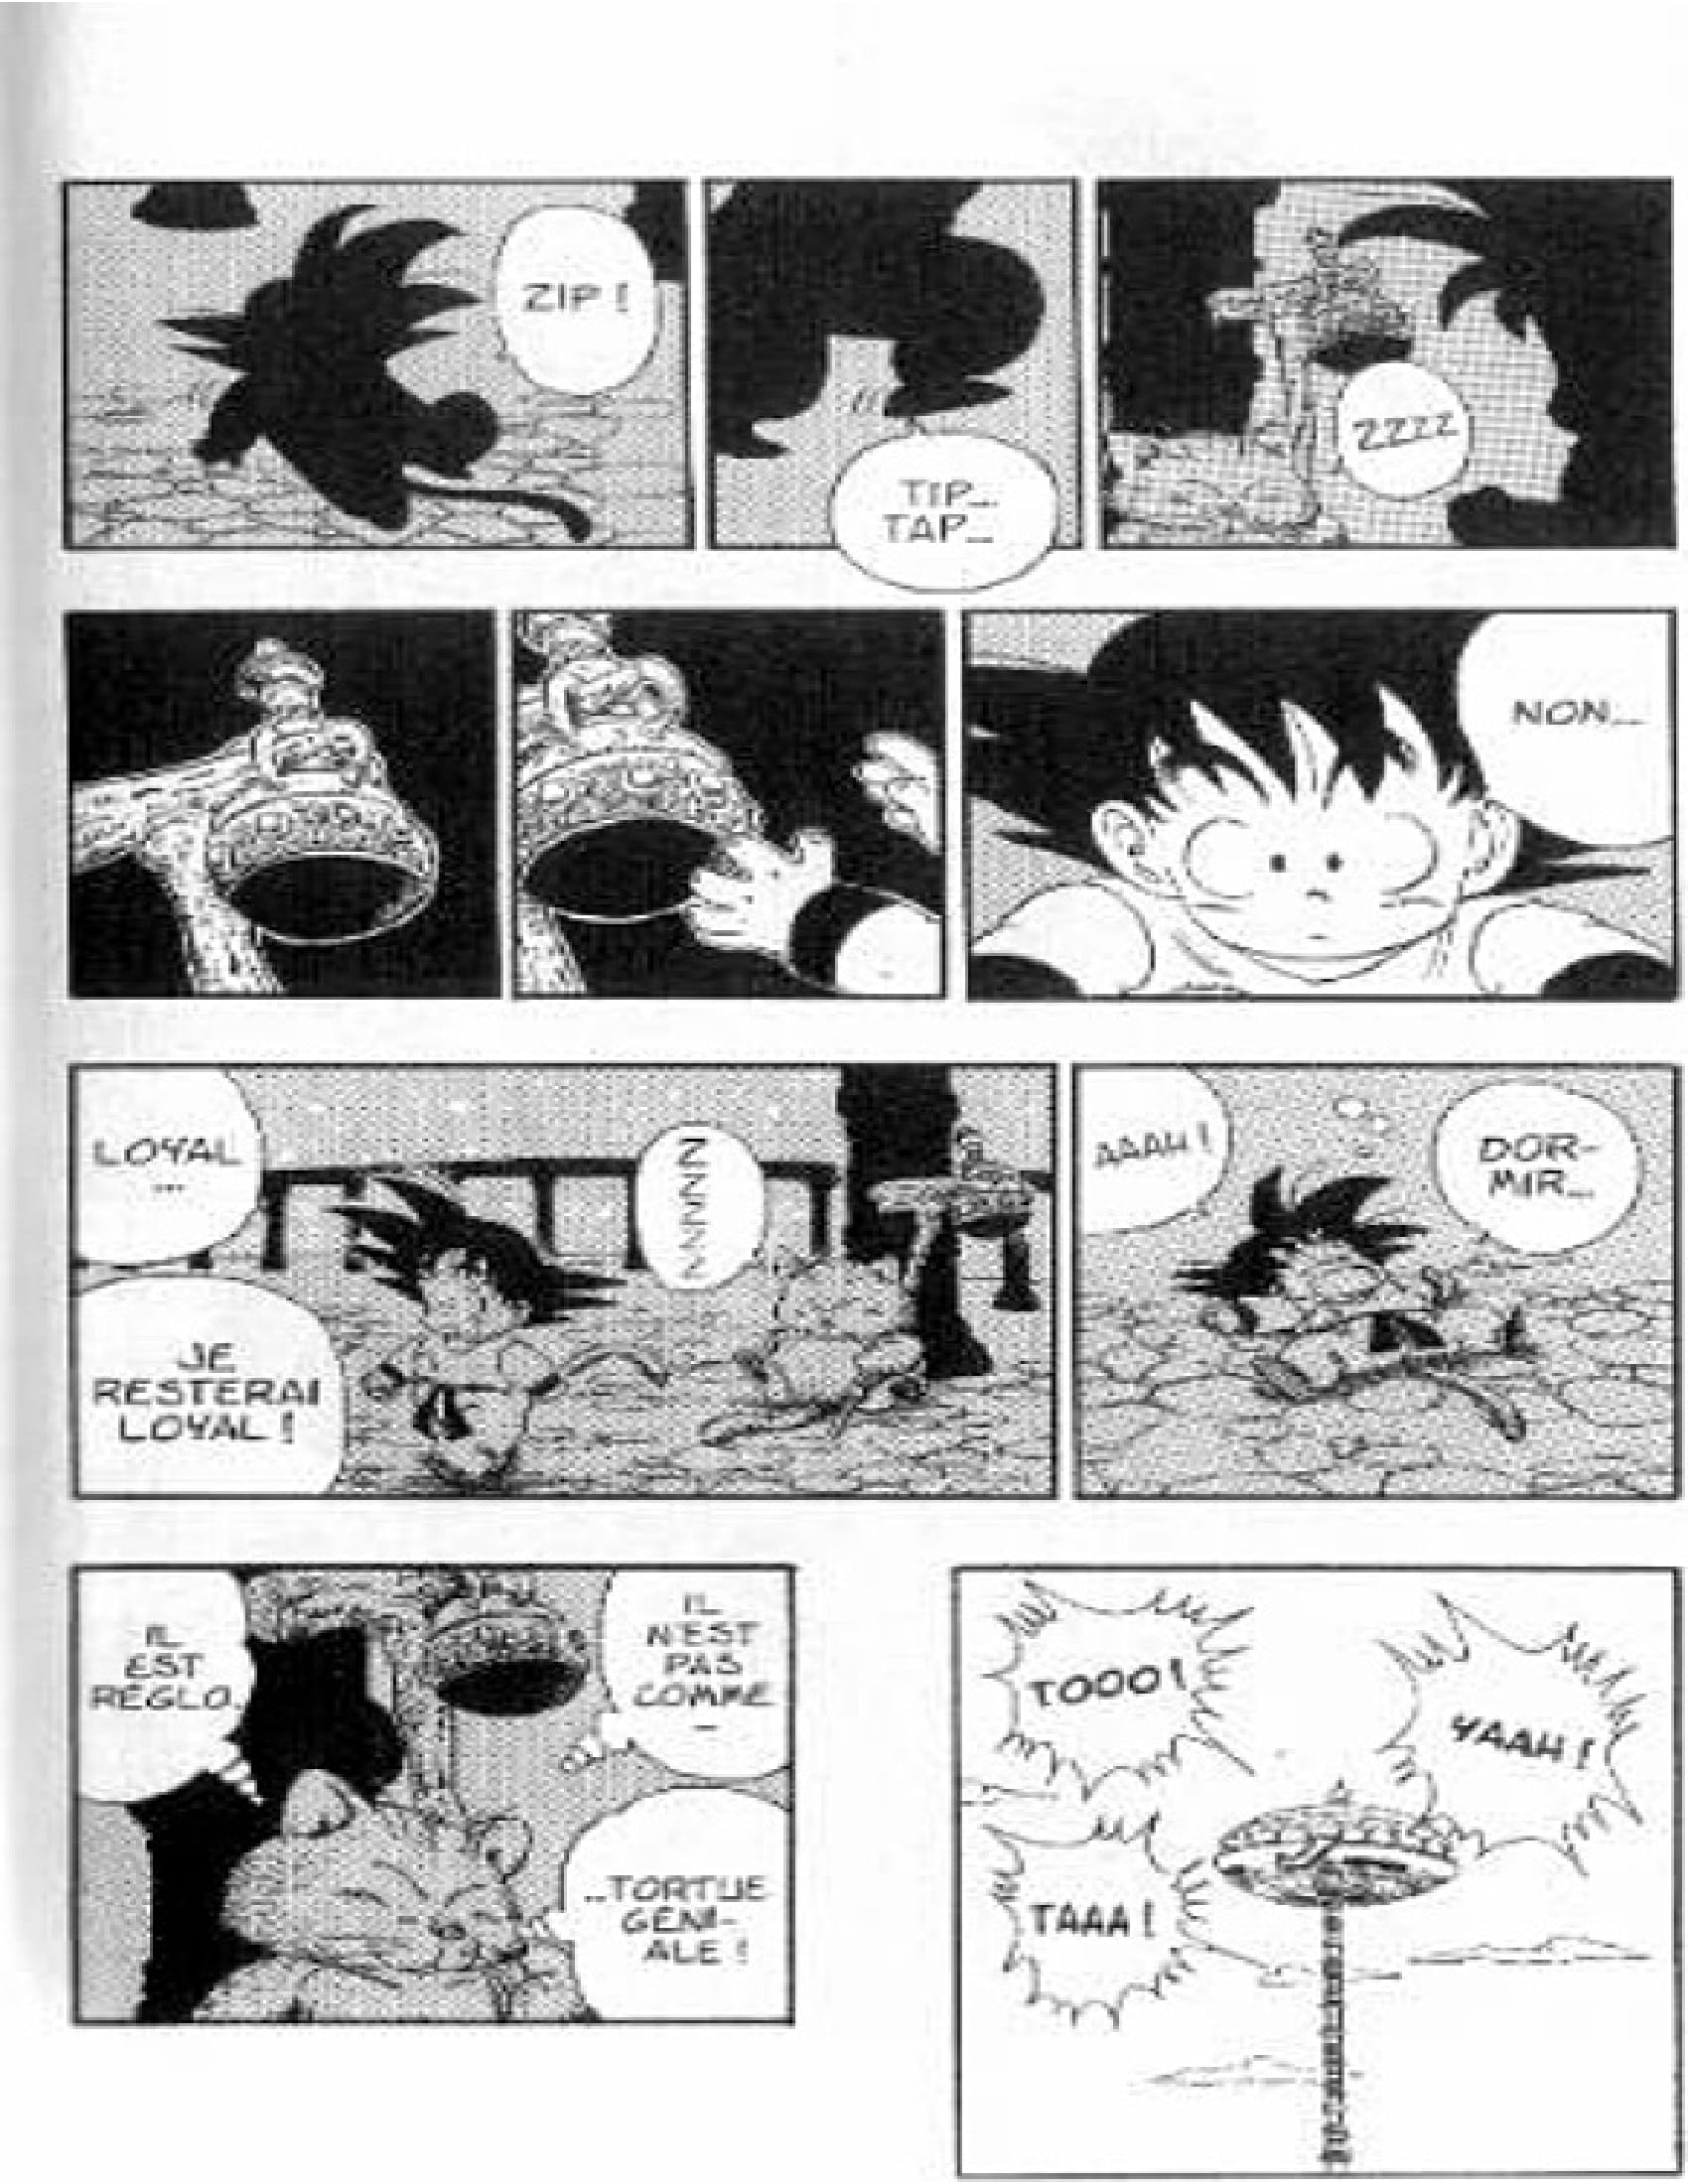 ZIP !
TIP...
TAP...
ZZZZ
NON...
LOYAL
...
JE
RESTERAI
LOYAL !
ZZZZZ
AAAH !
DOR-
MIR...
IL
EST
RÉGLO.
IL
N'EST
PAS
COMME
...
...TORTUE
GÉNI-
ALE !
TOOO !
YAAH !
TAAA !